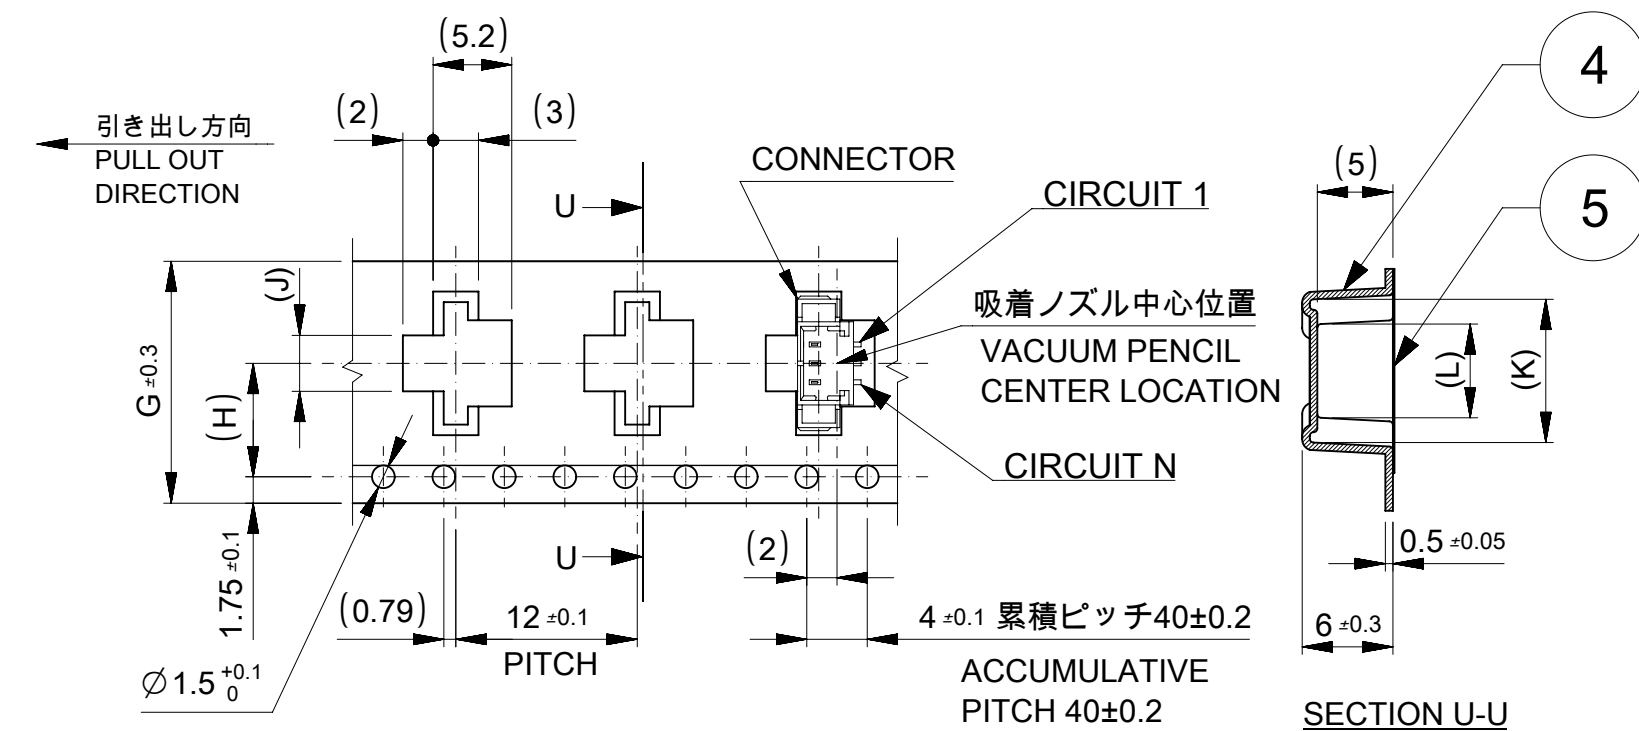 (5.2)
(2)
(3)
引き出し方向
PULL OUT
DIRECTION
U
CONNECTOR
CIRCUIT 1
吸着ノズル中心位置
VACUUM PENCIL
CENTER LOCATION
CIRCUIT N
(J)
G ±0.3
(H)
1.75 ±0.1
U
(2)
(0.79)
12 ±0.1
PITCH
4 ±0.1 累積ピッチ40±0.2
ACCUMULATIVE
PITCH 40±0.2
∅1.5 +0.1 0
4
(5)
5
(L)
(K)
0.5 ±0.05
6 ±0.3
SECTION U-U